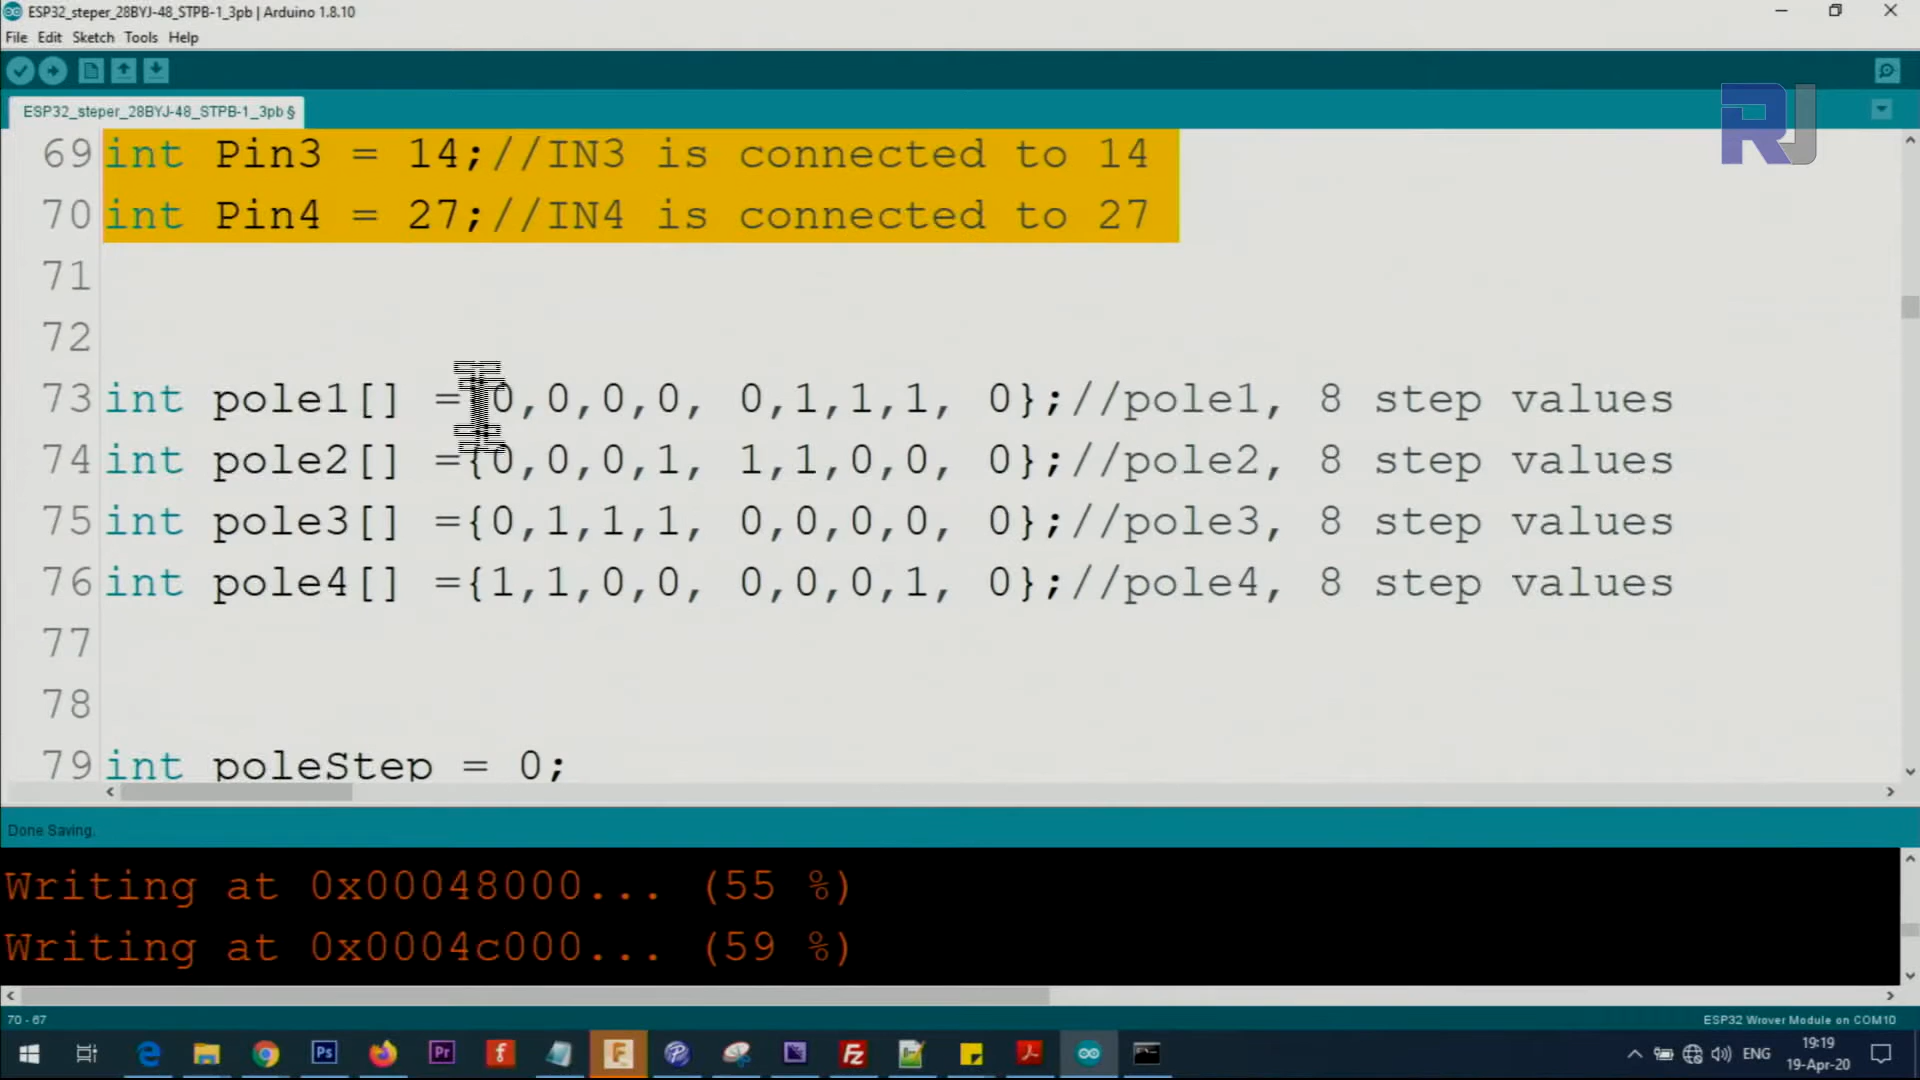 ESP32_steper_28BYJ-48_STPB-1_3pb | Arduino 1.8.10
File Edit Sketch Tools Help
ESP32_steper_28BYJ-48_STPB-1_3pb §
RJ
69 int Pin3 = 14;//IN3 is connected to 14
70 int Pin4 = 27;//IN4 is connected to 27
71
72
73 int pole1[] ={0,0,0,0, 0,1,1,1, 0};//pole1, 8 step values
74 int pole2[] ={0,0,0,1, 1,1,0,0, 0};//pole2, 8 step values
75 int pole3[] ={0,1,1,1, 0,0,0,0, 0};//pole3, 8 step values
76 int pole4[] ={1,1,0,0, 0,0,0,1, 0};//pole4, 8 step values
77
78
79 int poleStep = 0;
Done Saving.
Writing at 0x00048000... (55 %)
Writing at 0x0004c000... (59 %)
70 - 67
ESP32 Wrover Module on COM10
Ps
Pr
f
F
P
Fz
ENG
19:19
19-Apr-20